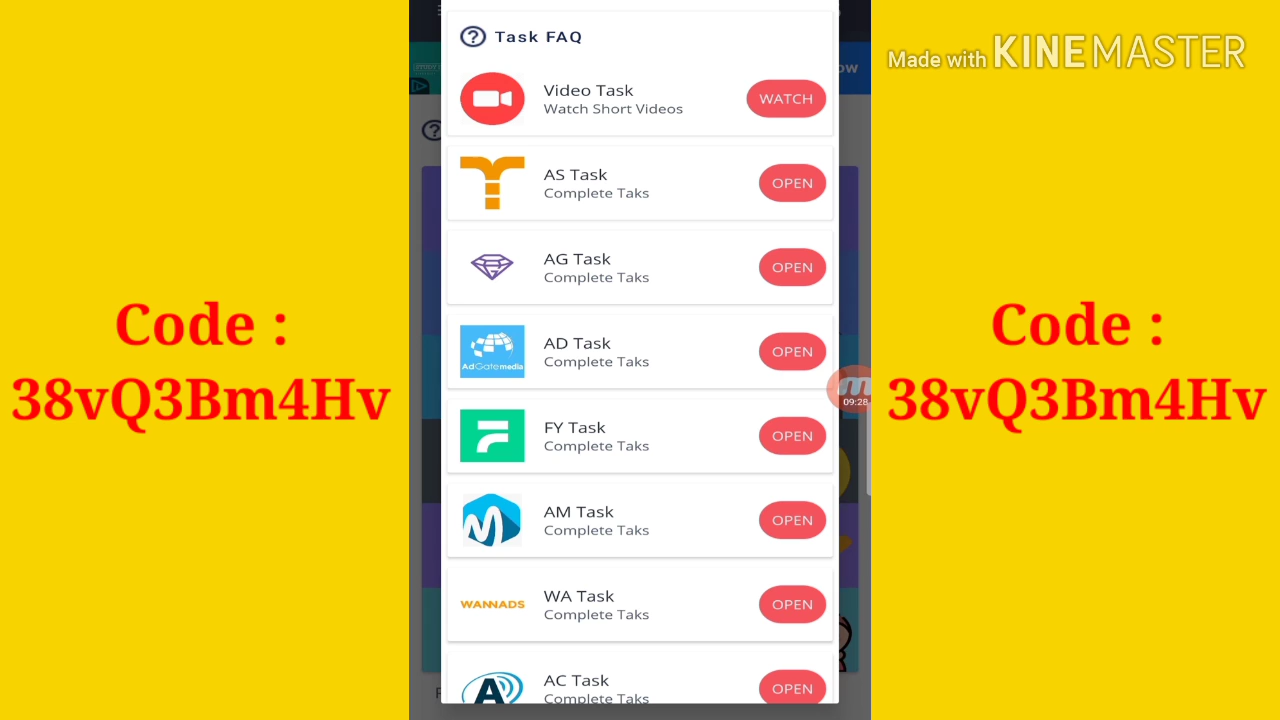 Task FAQ
Made with KINEMASTER
ow
Video Task
Watch Short Videos
WATCH
AS Task
Complete Taks
OPEN
AG Task
Complete Taks
OPEN
Code :
38vQ3Bm4Hv
AD Task
Complete Taks
OPEN
AdGatemedia
Code :
38vQ3Bm4Hv
09:28
FY Task
Complete Taks
OPEN
AM Task
Complete Taks
OPEN
WANNADS
WA Task
Complete Taks
OPEN
AC Task
Complete Taks
OPEN